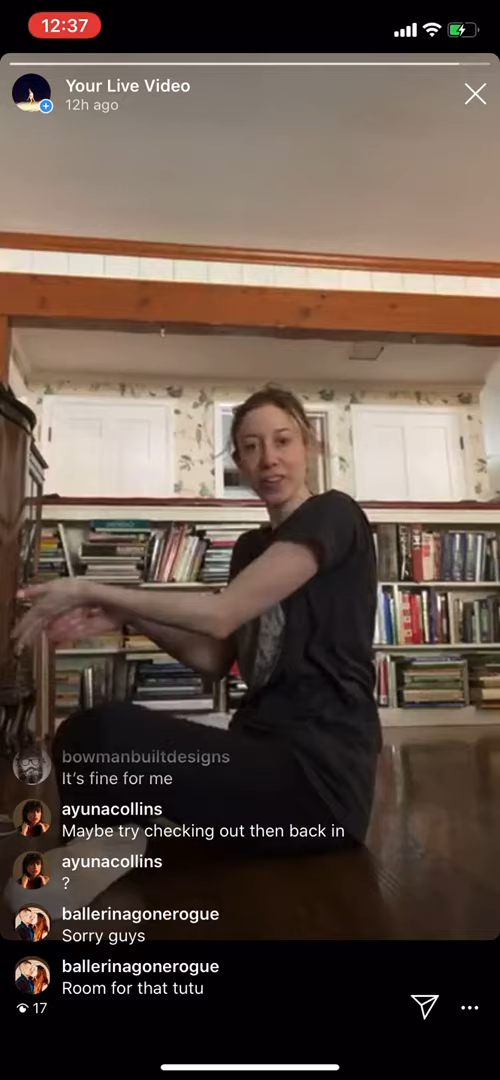 12:37
Your Live Video
12h ago
bowmanbuiltdesigns
It's fine for me
ayunacollins
Maybe try checking out then back in
ayunacollins
?
ballerinagonerogue
Sorry guys
ballerinagonerogue
Room for that tutu
17